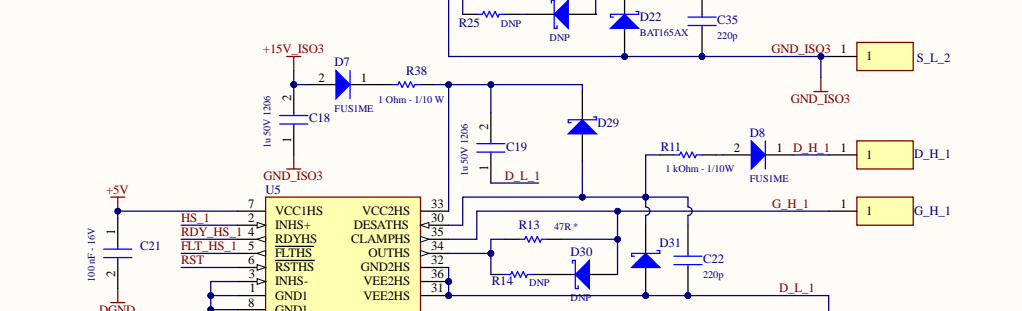 R25
DNP
DNP
D22
BAT165AX
C35
220p
GND_ISO3
1
1
S_L_2
GND_ISO3
+15V_ISO3
D7
2
1
FUS1ME
R38
1 Ohm - 1/10 W
2
1
1u 50V 1206
C18
GND_ISO3
2
1
1u 50V 1206
C19
D_L_1
D29
R11
1 kOhm - 1/10W
D8
2
1
FUS1ME
D_H_1
1
1
D_H_1
+5V
1
2
100 nF - 16V
C21
DGND
U5
HS_1
RDY_HS_1
FLT_HS_1
RST
7 VCC1HS VCC2HS 33
2 INHS+ DESATHS 30
4 RDYHS CLAMPHS 35
5 FLTHS OUTHS 34
6 RSTHS GND2HS 32
3 INHS- VEE2HS 36
1 GND1 VEE2HS 31
8 GND1
R13
47R *
D30
R14
DNP
DNP
D31
C22
220p
G_H_1
1
1
G_H_1
D_L_1